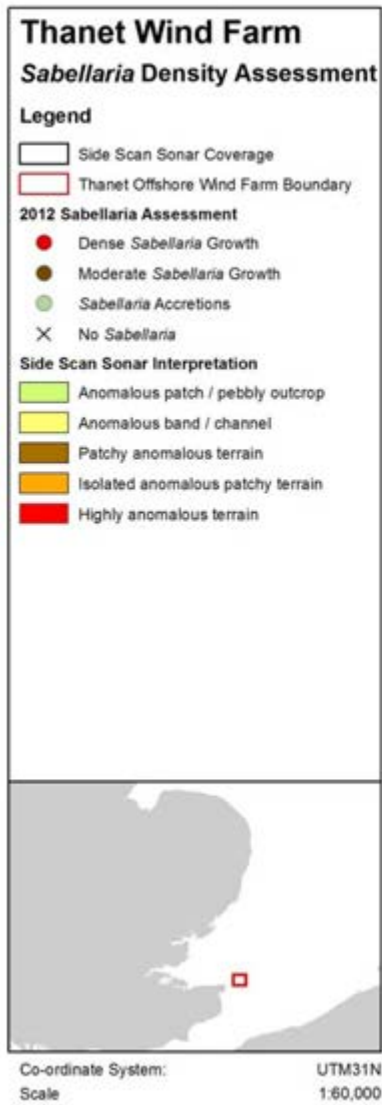 Thanet Wind Farm
Sabellaria Density Assessment
Legend
Side Scan Sonar Coverage
Thanet Offshore Wind Farm Boundary
2012 Sabellaria Assessment
Dense Sabellaria Growth
Moderate Sabellaria Growth
Sabellaria Accretions
No Sabellaria
Side Scan Sonar Interpretation
Anomalous patch / pebbly outcrop
Anomalous band / channel
Patchy anomalous terrain
Isolated anomalous patchy terrain
Highly anomalous terrain
Co-ordinate System: UTM31N
Scale 1:60,000